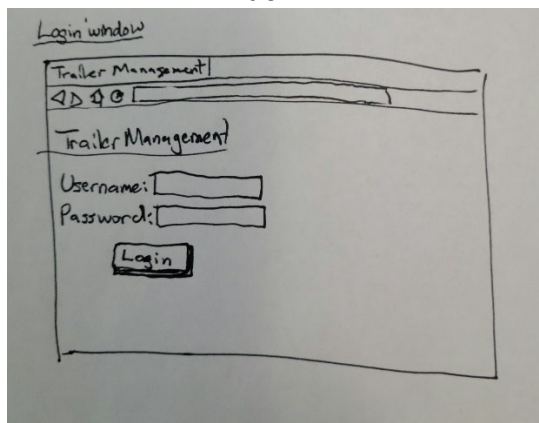 Login window
Trailer Management
Trailer Management
Username:
Password:
Login